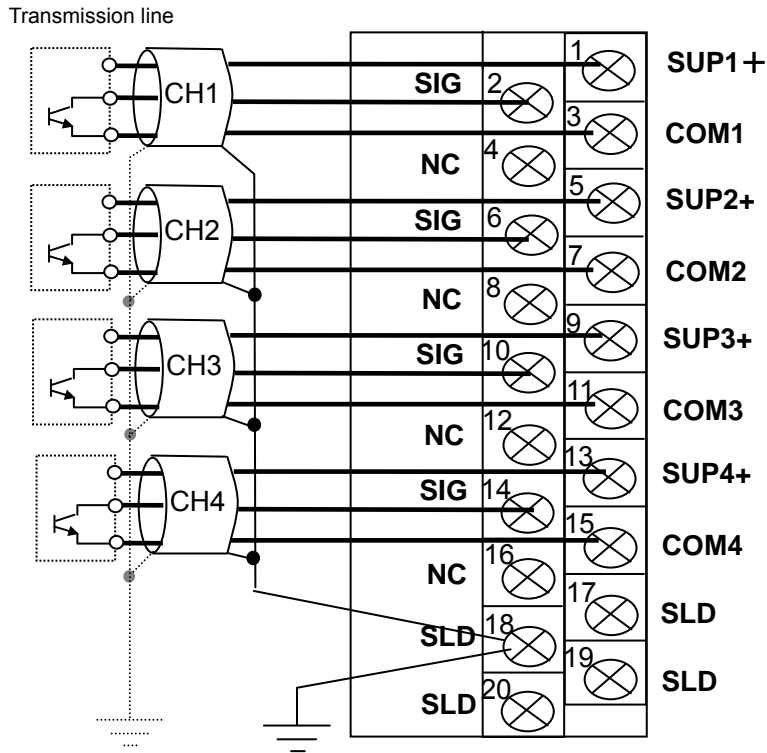 Transmission line
1 SUP1+
CH1 SIG 2
3 COM1
NC 4
5 SUP2+
CH2 SIG 6
7 COM2
NC 8
9 SUP3+
CH3 SIG 10
11 COM3
NC 12
13 SUP4+
CH4 SIG 14
15 COM4
NC 16
17 SLD
SLD 18
19 SLD
SLD 20